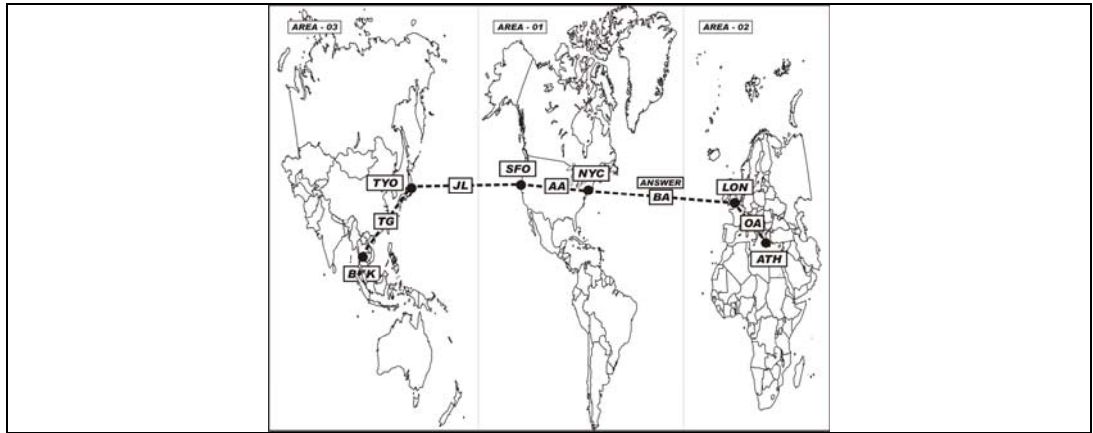 AREA - 03
AREA - 01
AREA - 02
SFO
NYC
ANSWER
TYO
JL
AA
BA
LON
TG
OA
ATH
BKK